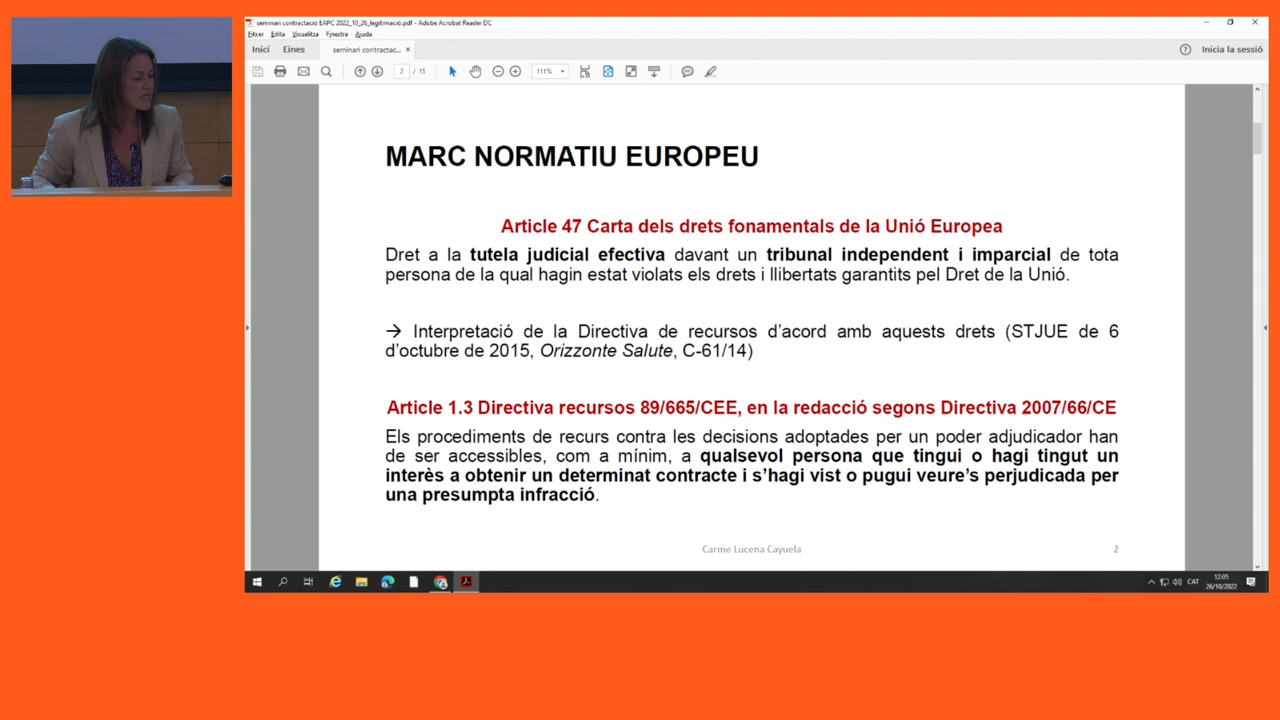 seminari contractació EAPC 2022_10_26_legitimació.pdf - Adobe Acrobat Reader DC
Fitxer Edita Visualitza Finestra Ajuda
Inici Eines seminari contractac... × Inicia la sessió
2 / 15 111%
MARC NORMATIU EUROPEU
Article 47 Carta dels drets fonamentals de la Unió Europea
Dret a la tutela judicial efectiva davant un tribunal independent i imparcial de tota
persona de la qual hagin estat violats els drets i llibertats garantits pel Dret de la Unió.
→ Interpretació de la Directiva de recursos d’acord amb aquests drets (STJUE de 6
d’octubre de 2015, Orizzonte Salute, C-61/14)
Article 1.3 Directiva recursos 89/665/CEE, en la redacció segons Directiva 2007/66/CE
Els procediments de recurs contra les decisions adoptades per un poder adjudicador han
de ser accessibles, com a mínim, a qualsevol persona que tingui o hagi tingut un
interès a obtenir un determinat contracte i s’hagi vist o pugui veure’s perjudicada per
una presumpta infracció.
Carme Lucena Cayuela 2
CAT 12:05
26/10/2022